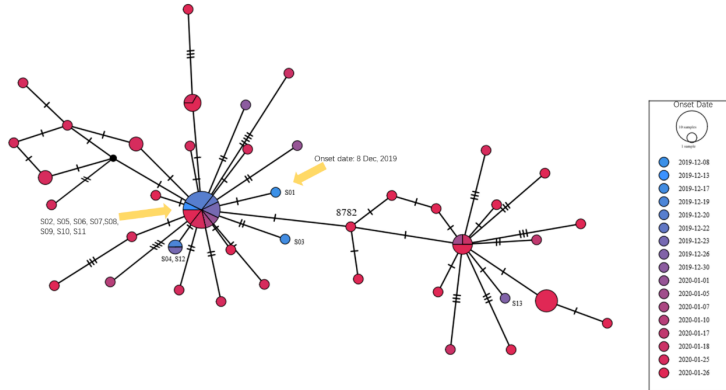 Onset Date
10 samples
1 sample
Onset date: 8 Dec, 2019
S01
8782
S02, S05, S06, S07,S08,
S09, S10, S11
S03
S04, S12
S13
2019-12-08
2019-12-13
2019-12-17
2019-12-19
2019-12-20
2019-12-22
2019-12-23
2019-12-26
2019-12-30
2020-01-01
2020-01-05
2020-01-07
2020-01-10
2020-01-17
2020-01-18
2020-01-25
2020-01-26